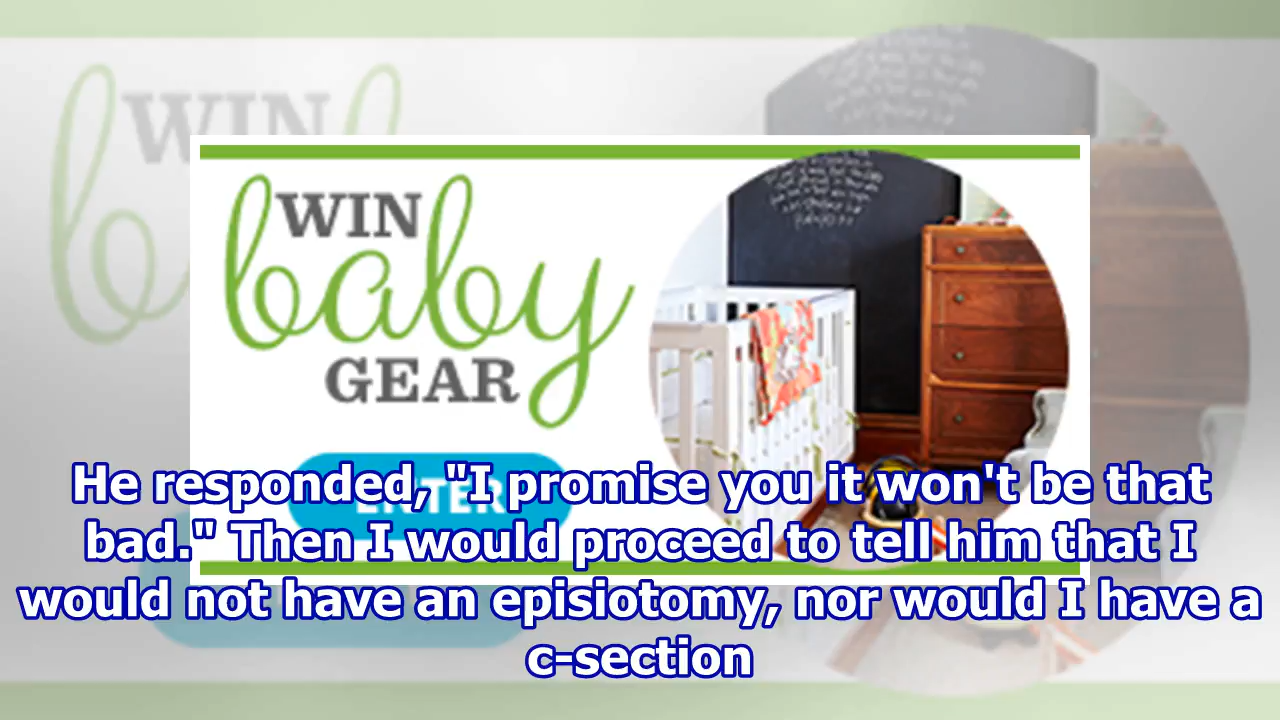 WIN
baby
GEAR
ENTER
He responded, "I promise you it won't be that
bad." Then I would proceed to tell him that I
would not have an episiotomy, nor would I have a
c-section